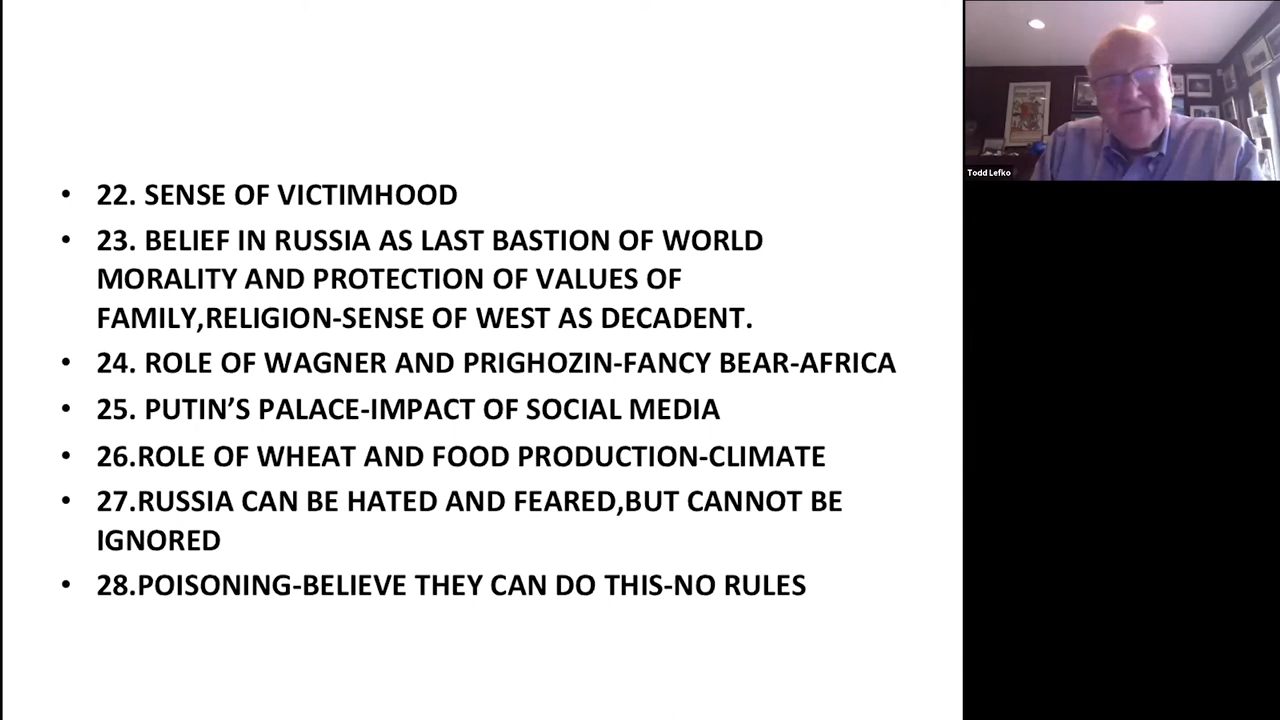 • 22. SENSE OF VICTIMHOOD
• 23. BELIEF IN RUSSIA AS LAST BASTION OF WORLD
MORALITY AND PROTECTION OF VALUES OF
FAMILY,RELIGION-SENSE OF WEST AS DECADENT.
• 24. ROLE OF WAGNER AND PRIGHOZIN-FANCY BEAR-AFRICA
• 25. PUTIN’S PALACE-IMPACT OF SOCIAL MEDIA
• 26.ROLE OF WHEAT AND FOOD PRODUCTION-CLIMATE
• 27.RUSSIA CAN BE HATED AND FEARED,BUT CANNOT BE
IGNORED
• 28.POISONING-BELIEVE THEY CAN DO THIS-NO RULES
Todd Lefko